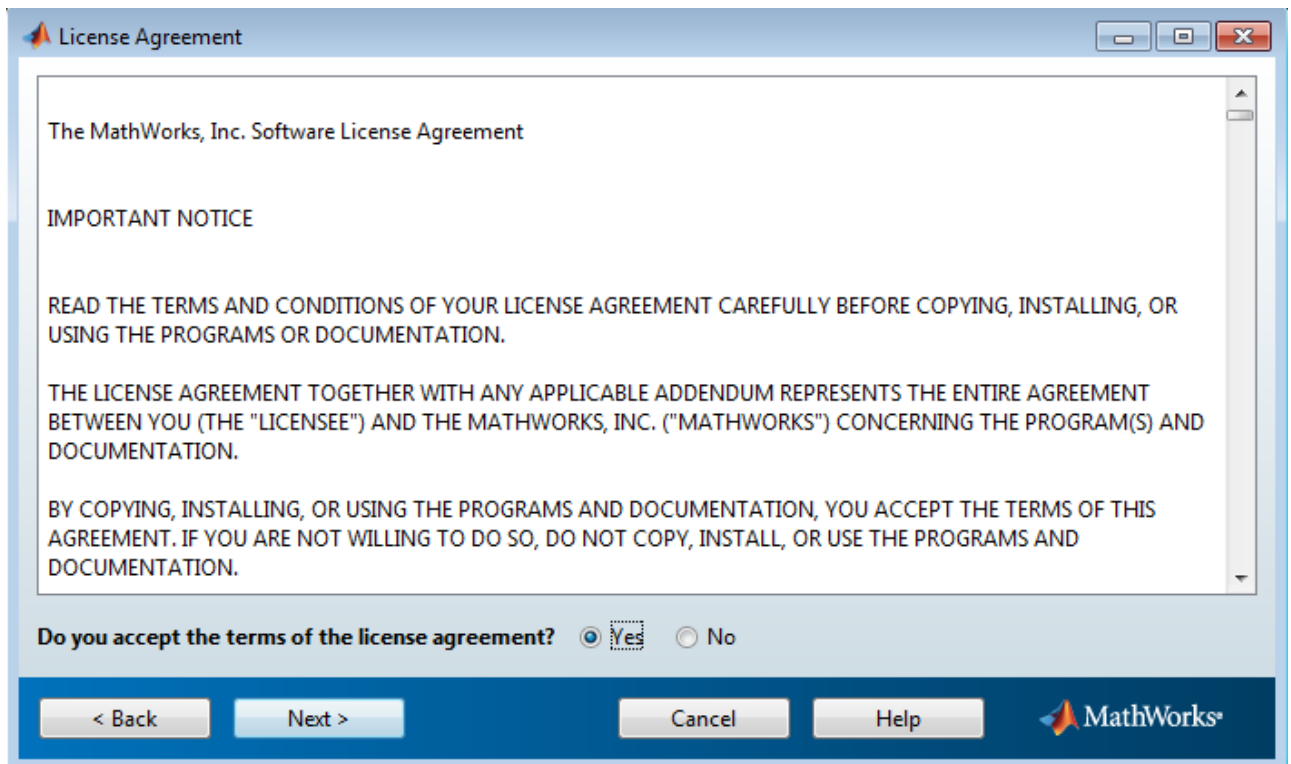 License Agreement
The MathWorks, Inc. Software License Agreement
IMPORTANT NOTICE
READ THE TERMS AND CONDITIONS OF YOUR LICENSE AGREEMENT CAREFULLY BEFORE COPYING, INSTALLING, OR
USING THE PROGRAMS OR DOCUMENTATION.
THE LICENSE AGREEMENT TOGETHER WITH ANY APPLICABLE ADDENDUM REPRESENTS THE ENTIRE AGREEMENT
BETWEEN YOU (THE "LICENSEE") AND THE MATHWORKS, INC. ("MATHWORKS") CONCERNING THE PROGRAM(S) AND
DOCUMENTATION.
BY COPYING, INSTALLING, OR USING THE PROGRAMS AND DOCUMENTATION, YOU ACCEPT THE TERMS OF THIS
AGREEMENT. IF YOU ARE NOT WILLING TO DO SO, DO NOT COPY, INSTALL, OR USE THE PROGRAMS AND
DOCUMENTATION.
Do you accept the terms of the license agreement? Yes No
< Back Next > Cancel Help MathWorks®